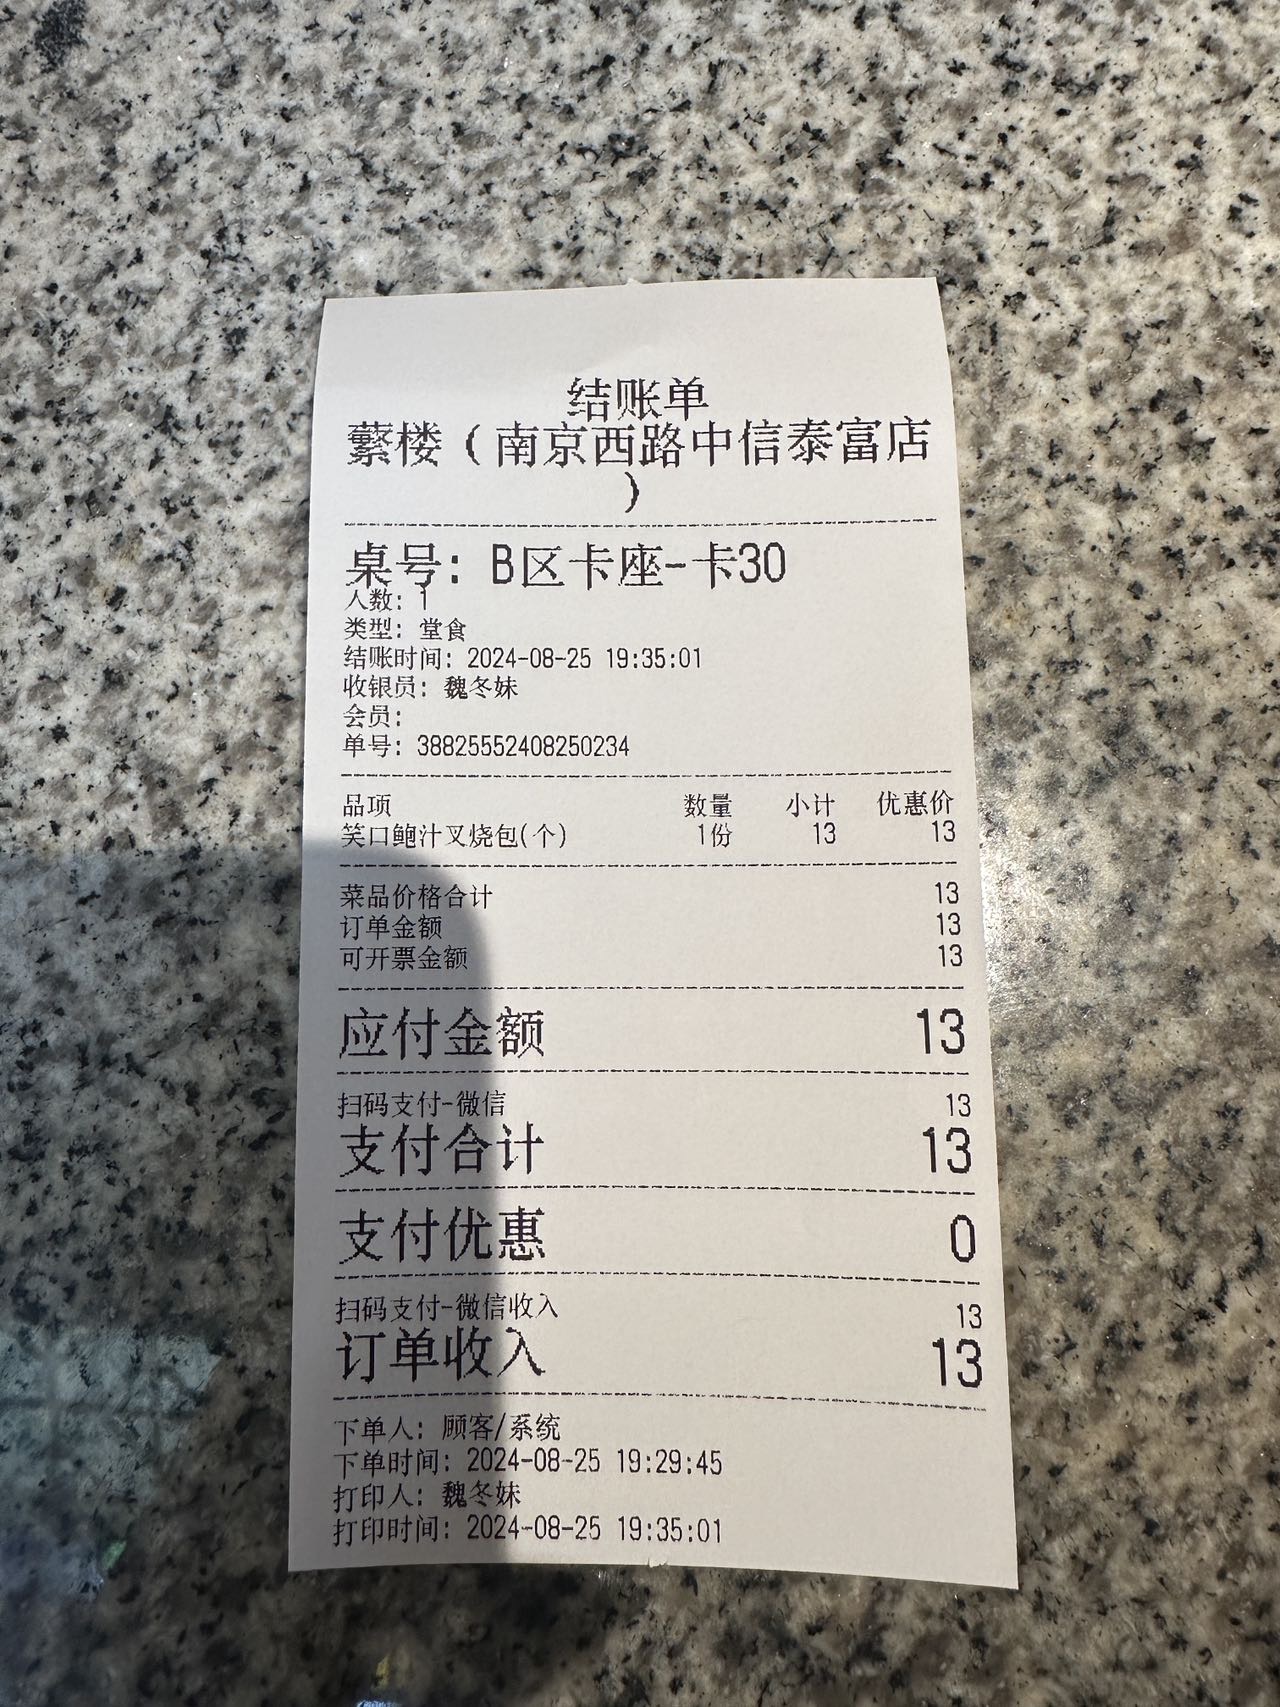 结账单
蘩楼（南京西路中信泰富店
）
桌号：B区卡座-卡30
人数：1
类型：堂食
结账时间：2024-08-25 19:35:01
收银员：魏冬妹
会员：
单号：38825552408250234
品项 数量 小计 优惠价
笑口鲍汁叉烧包(个) 1份 13 13
菜品价格合计 13
订单金额 13
可开票金额 13
应付金额 13
扫码支付-微信 13
支付合计 13
支付优惠 0
扫码支付-微信收入 13
订单收入 13
下单人：顾客/系统
下单时间：2024-08-25 19:29:45
打印人：魏冬妹
打印时间：2024-08-25 19:35:01